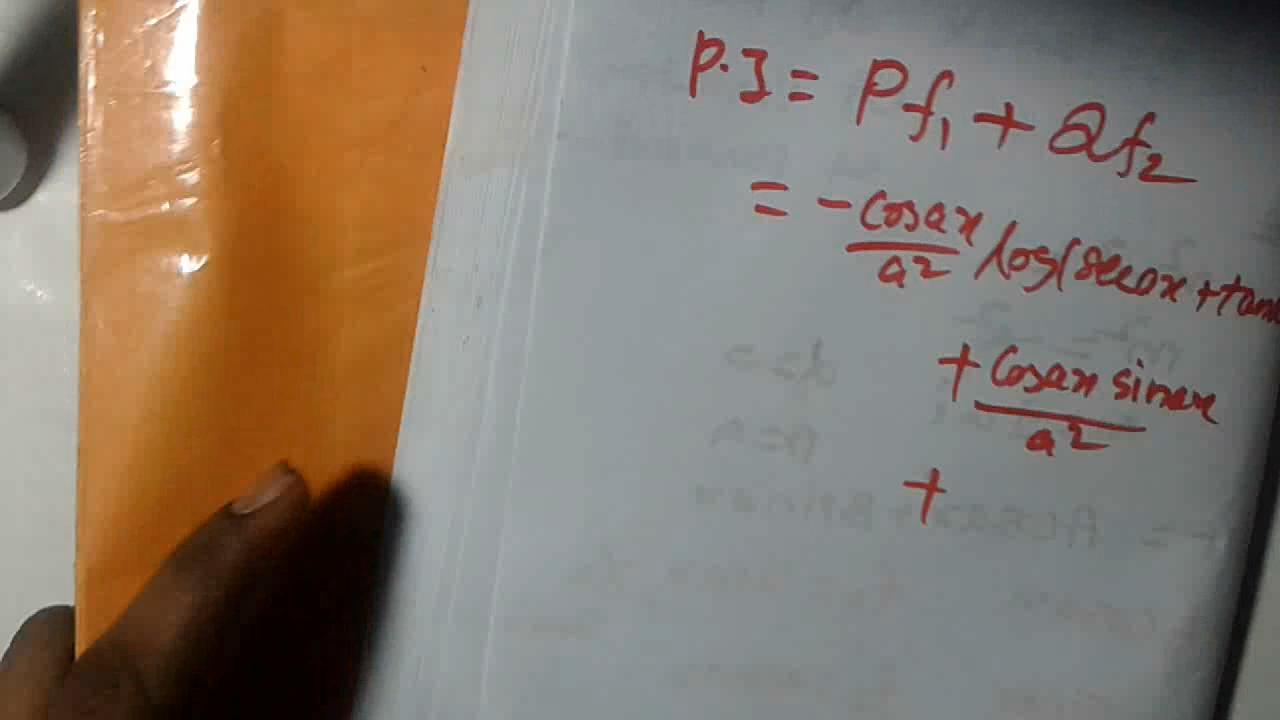 P.I = Pf₁ + Qf₂
= -cosax/a² log(secax + tan
+ cosax sinax/a²
+